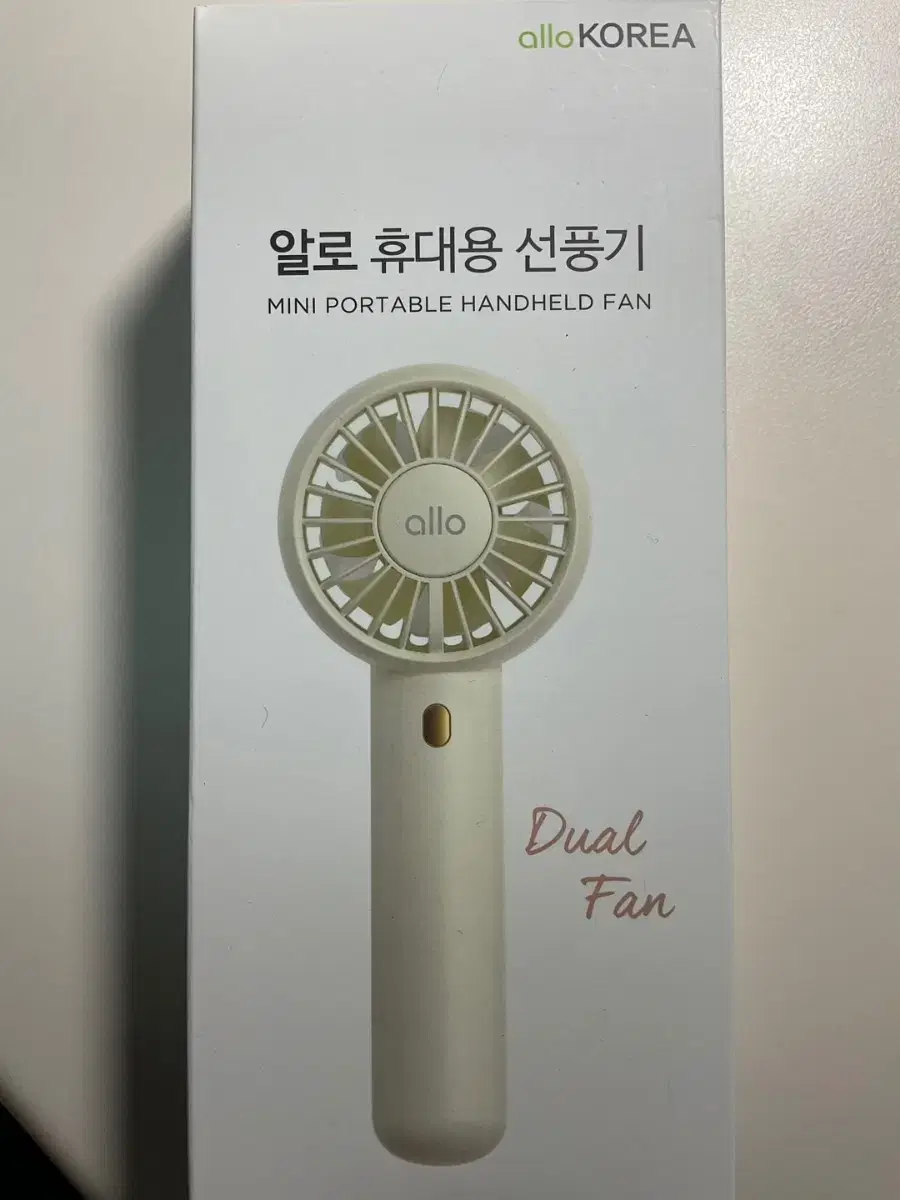 alloKOREA
알로 휴대용 선풍기
MINI PORTABLE HANDHELD FAN
allo
Dual
Fan